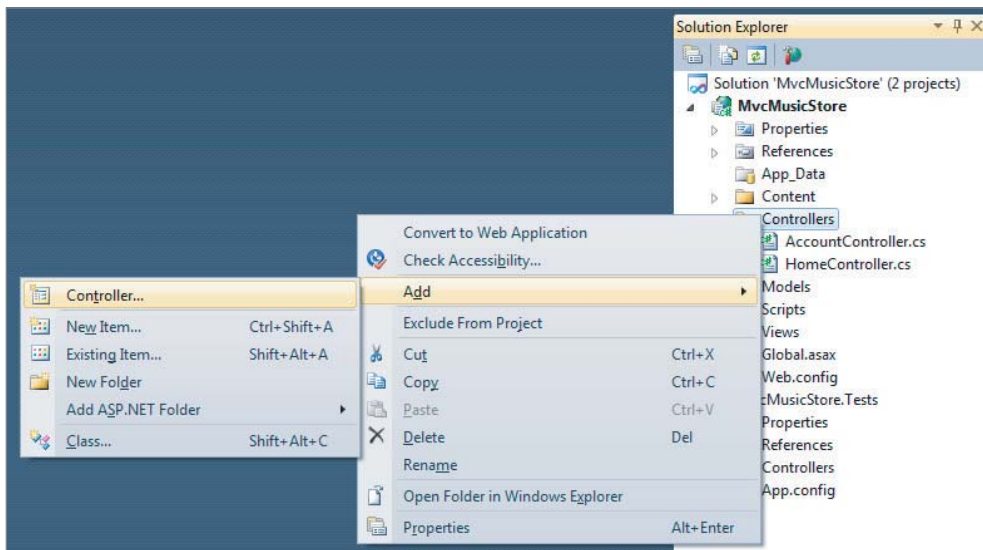 Solution Explorer
Solution 'MvcMusicStore' (2 projects)
MvcMusicStore
Properties
References
App_Data
Content
Controllers
AccountController.cs
HomeController.cs
Models
Scripts
Views
Global.asax
Web.config
cMusicStore.Tests
Properties
References
Controllers
App.config
Convert to Web Application
Check Accessibility...
Add
Exclude From Project
Cut Ctrl+X
Copy Ctrl+C
Paste Ctrl+V
Delete Del
Rename
Open Folder in Windows Explorer
Properties Alt+Enter
Controller...
New Item... Ctrl+Shift+A
Existing Item... Shift+Alt+A
New Folder
Add ASP.NET Folder
Class... Shift+Alt+C